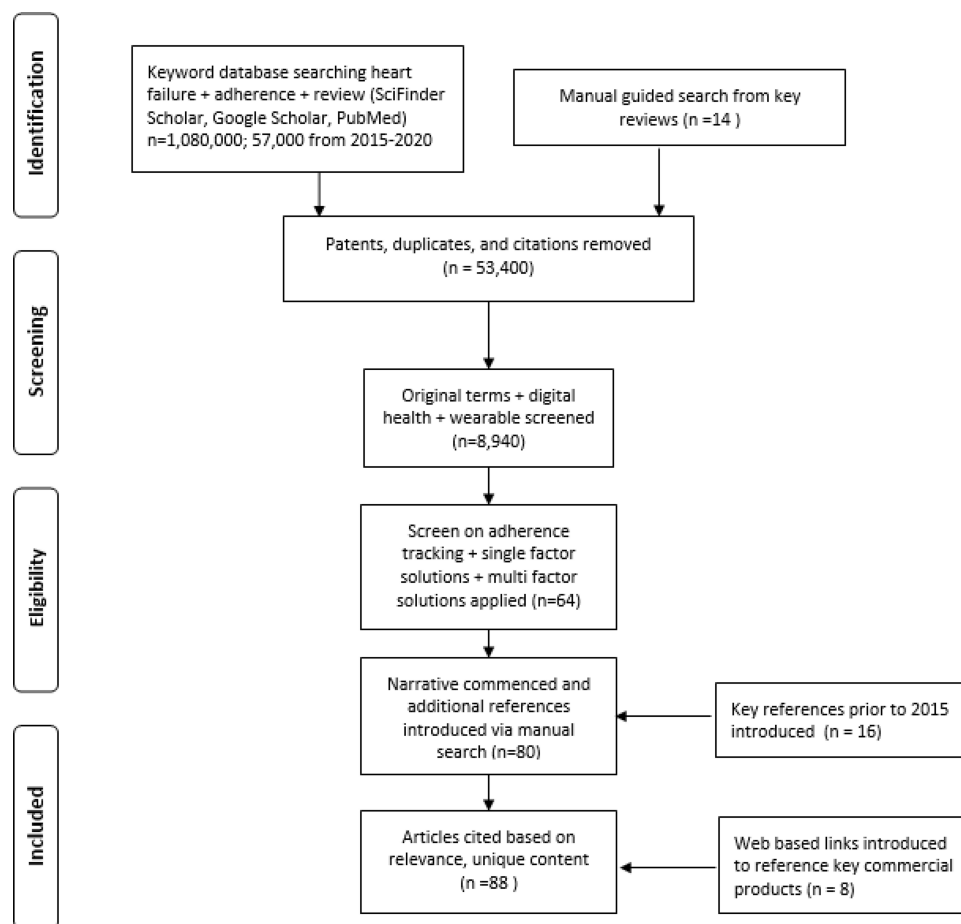 Identification
Keyword database searching heart
failure + adherence + review (SciFinder
Scholar, Google Scholar, PubMed)
n=1,080,000; 57,000 from 2015-2020
Manual guided search from key
reviews (n =14 )
Patents, duplicates, and citations removed
(n = 53,400)
Screening
Original terms + digital
health + wearable screened
(n=8,940)
Eligibility
Screen on adherence
tracking + single factor
solutions + multi factor
solutions applied (n=64)
Narrative commenced and
additional references
introduced via manual
search (n=80)
Key references prior to 2015
introduced  (n = 16)
Included
Articles cited based on
relevance, unique content
(n =88 )
Web based links introduced
to reference key commercial
products (n = 8)